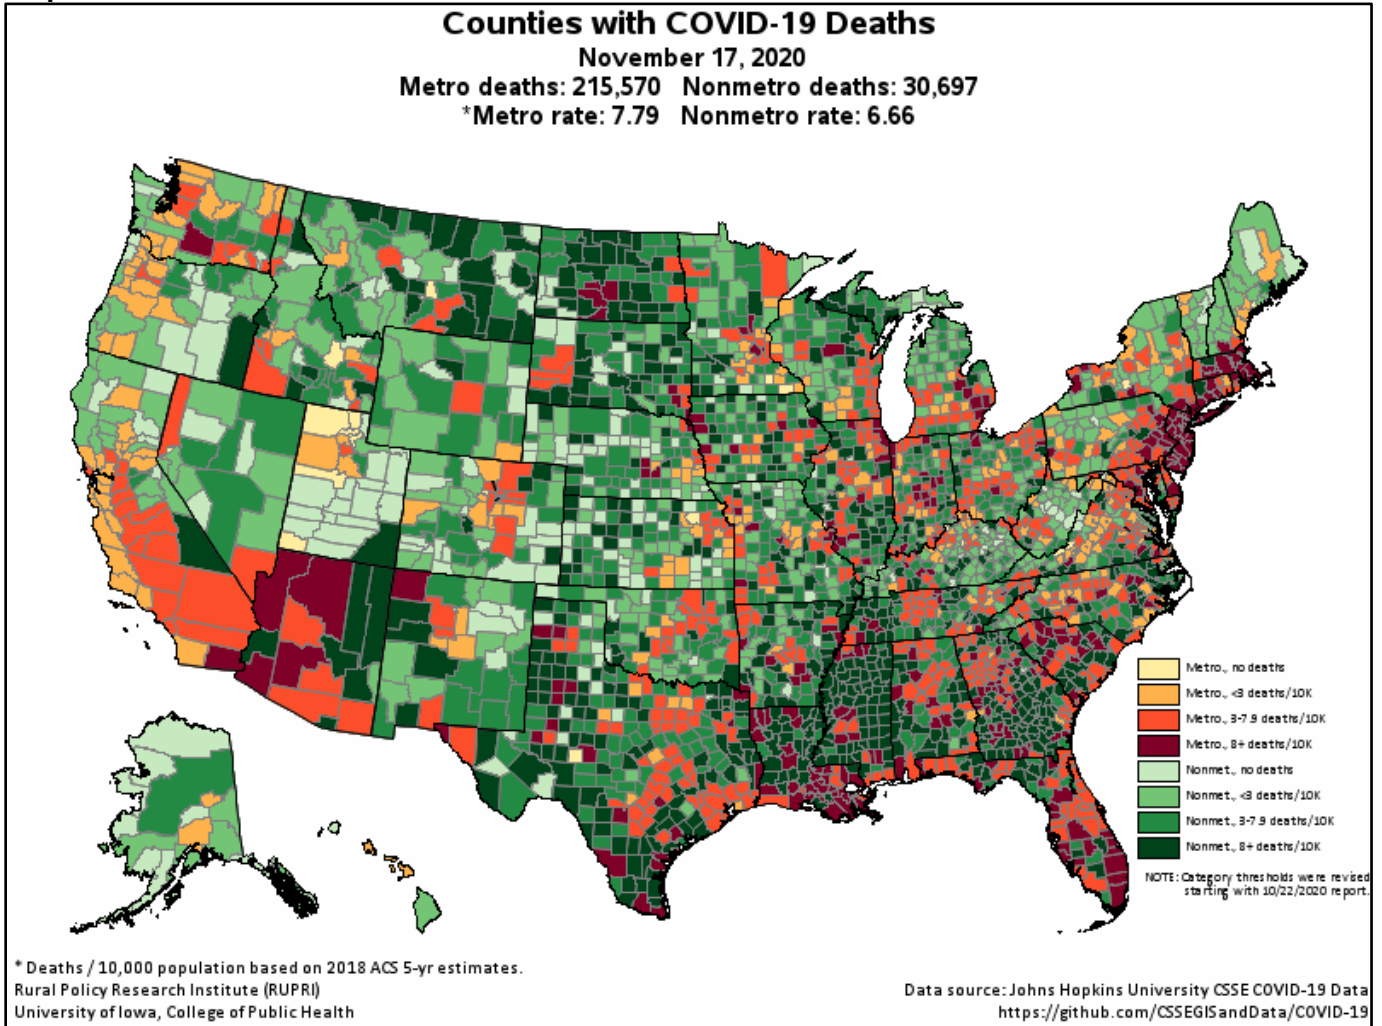 Counties with COVID-19 Deaths
November 17, 2020
Metro deaths: 215,570 Nonmetro deaths: 30,697
*Metro rate: 7.79 Nonmetro rate: 6.66
Metro., no deaths
Metro., <3 deaths/10K
Metro., 3-7.9 deaths/10K
Metro., 8+ deaths/10K
Nonmet., no deaths
Nonmet., <3 deaths/10K
Nonmet., 3-7.9 deaths/10K
Nonmet., 8+ deaths/10K
NOTE: Category thresholds were revised
starting with 10/22/2020 report.
* Deaths / 10,000 population based on 2018 ACS 5-yr estimates.
Rural Policy Research Institute (RUPRI)
University of Iowa, College of Public Health
Data source: Johns Hopkins University CSSE COVID-19 Data
https://github.com/CSSEGISandData/COVID-19